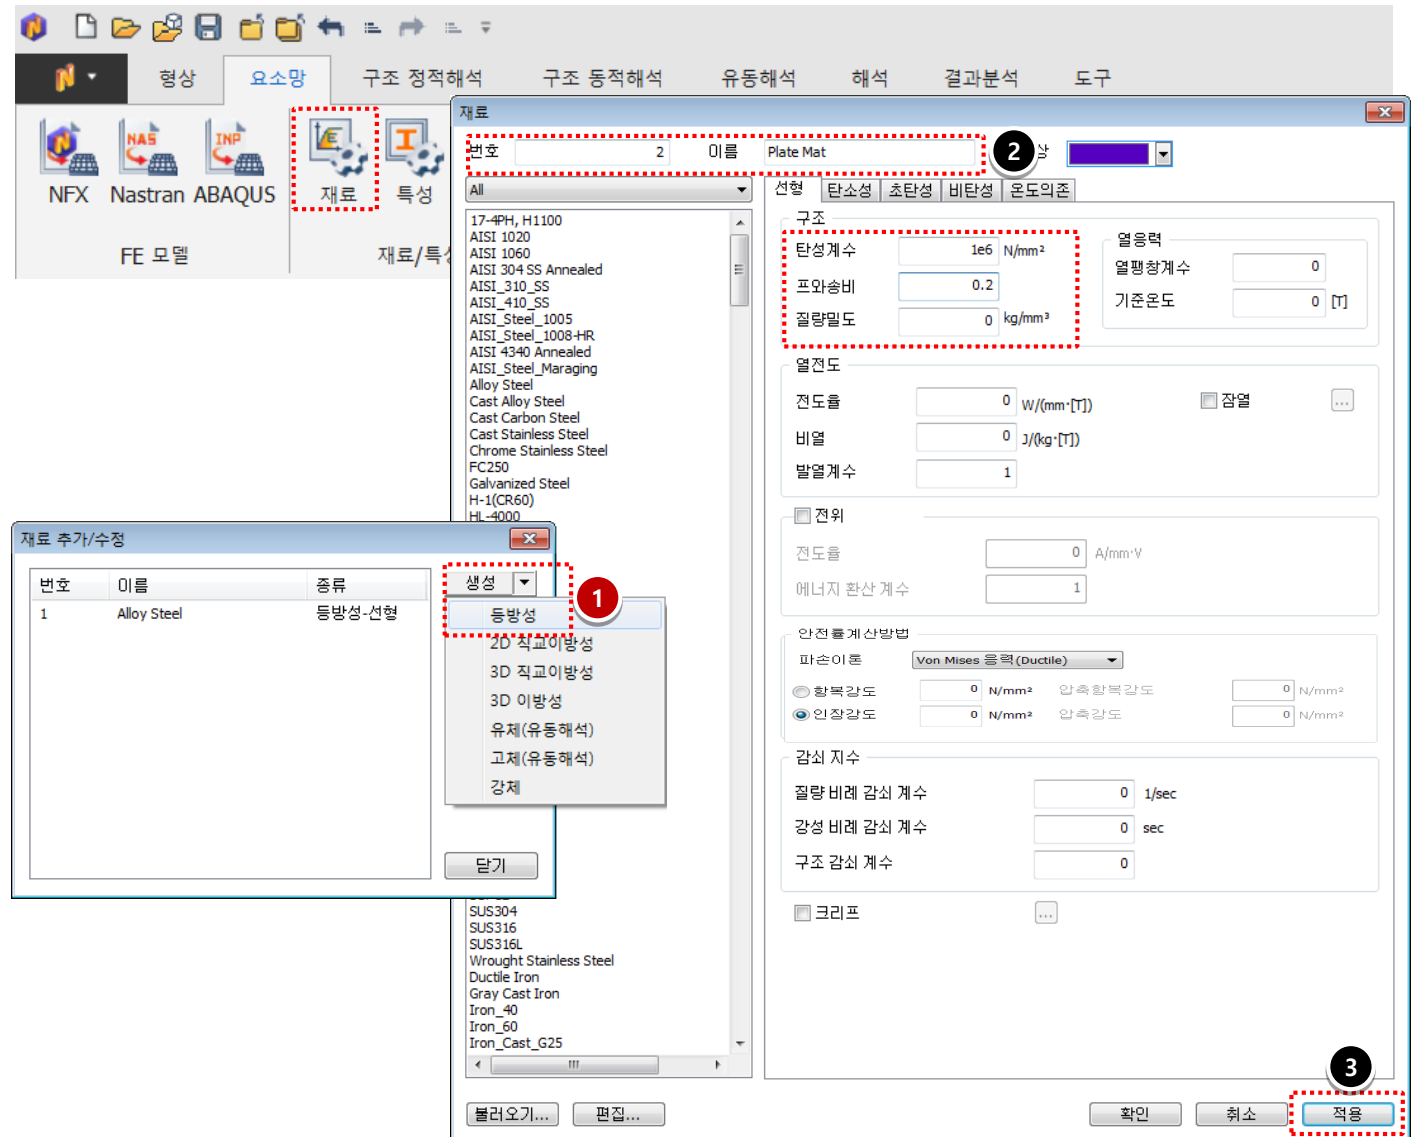 형상 요소망 구조 정적해석 구조 동적해석 유동해석 해석 결과분석 도구
NAS INP
NFX Nastran ABAQUS 재료 특성
FE 모델 재료/특
재료
번호 2 이름 Plate Mat 2 상
All
선형 탄소성 초탄성 비탄성 온도의존
17-4PH, H1100
AISI 1020
AISI 1060
AISI 304 SS Annealed
AISI_310_SS
AISI_410_SS
AISI_Steel_1005
AISI_Steel_1008-HR
AISI 4340 Annealed
AISI_Steel_Maraging
Alloy Steel
Cast Alloy Steel
Cast Carbon Steel
Cast Stainless Steel
Chrome Stainless Steel
FC250
Galvanized Steel
H-1(CR60)
HL-4000
SUS304
SUS316
SUS316L
Wrought Stainless Steel
Ductile Iron
Gray Cast Iron
Iron_40
Iron_60
Iron_Cast_G25
구조
탄성계수 1e6 N/mm²
프와송비 0.2
질량밀도 0 kg/mm³
열응력
열팽창계수 0
기준온도 0 [T]
열전도
전도율 0 W/(mm·[T])
잠열 ...
비열 0 J/(kg·[T])
발열계수 1
전위
전도율 0 A/mm·V
에너지 환산 계수 1
안전률계산방법
파손이론 Von Mises 응력(Ductile)
항복강도 0 N/mm² 압축항복강도 0 N/mm²
인장강도 0 N/mm² 압축강도 0 N/mm²
감쇠 지수
질량 비례 감쇠 계수 0 1/sec
강성 비례 감쇠 계수 0 sec
구조 감쇠 계수 0
크리프 ...
재료 추가/수정
번호 이름 종류
1 Alloy Steel 등방성-선형
생성
1
등방성
2D 직교이방성
3D 직교이방성
3D 이방성
유체(유동해석)
고체(유동해석)
강체
닫기
3
불러오기... 편집... 확인 취소 적용